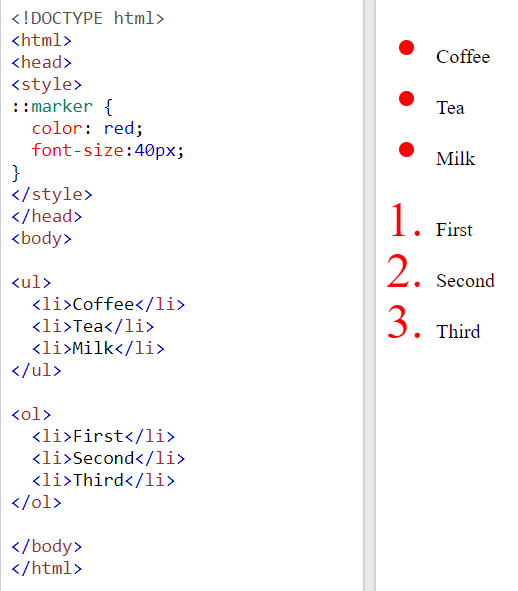 <!DOCTYPE html>
<html>
<head>
<style>
::marker {
  color: red;
  font-size:40px;
}
</style>
</head>
<body>

<ul>
  <li>Coffee</li>
  <li>Tea</li>
  <li>Milk</li>
</ul>

<ol>
  <li>First</li>
  <li>Second</li>
  <li>Third</li>
</ol>

</body>
</html>

• Coffee
• Tea
• Milk
1. First
2. Second
3. Third